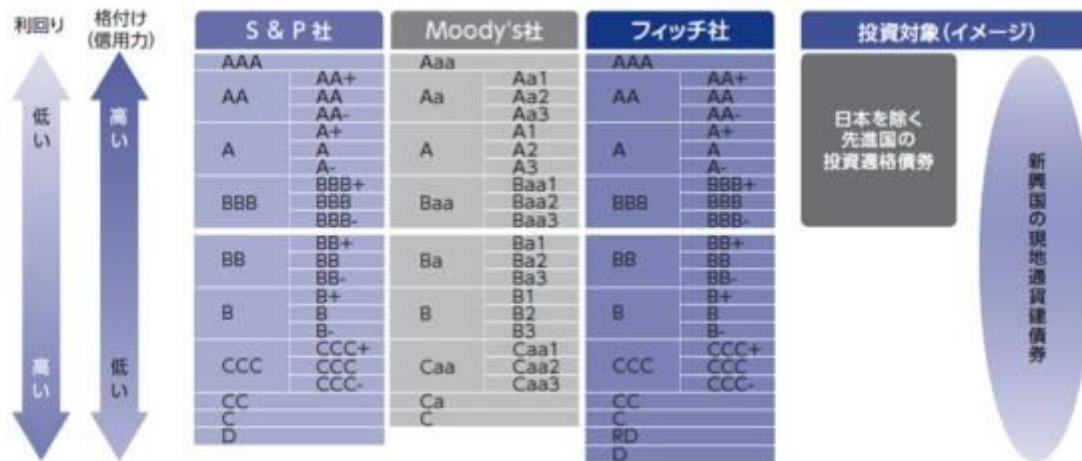 利回り
格付け
(信用力)
S & P 社
Moody's社
フィッチ社
投資対象(イメージ)
低い
高い
高い
低い
AAA
AA
AA+
AA
AA-
A
A+
A
A-
BBB
BBB+
BBB
BBB-
BB
BB+
BB
BB-
B
B+
B
B-
CCC
CCC+
CCC
CCC-
CC
C
D
Aaa
Aa
Aa1
Aa2
Aa3
A
A1
A2
A3
Baa
Baa1
Baa2
Baa3
Ba
Ba1
Ba2
Ba3
B
B1
B2
B3
Caa
Caa1
Caa2
Caa3
Ca
C
AAA
AA
AA+
AA
AA-
A
A+
A
A-
BBB
BBB+
BBB
BBB-
BB
BB+
BB
BB-
B
B+
B
B-
CCC
CCC+
CCC
CCC-
CC
C
RD
D
日本を除く
先進国の
投資適格債券
新興国の現地通貨建債券